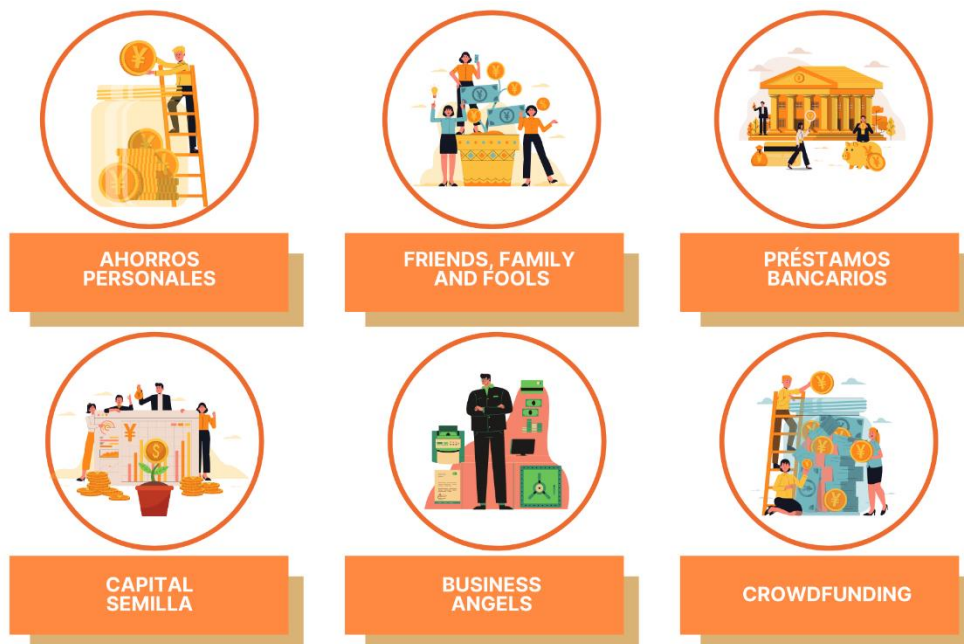 AHORROS
PERSONALES
FRIENDS, FAMILY
AND FOOLS
PRÉSTAMOS
BANCARIOS
CAPITAL
SEMILLA
BUSINESS
ANGELS
CROWDFUNDING